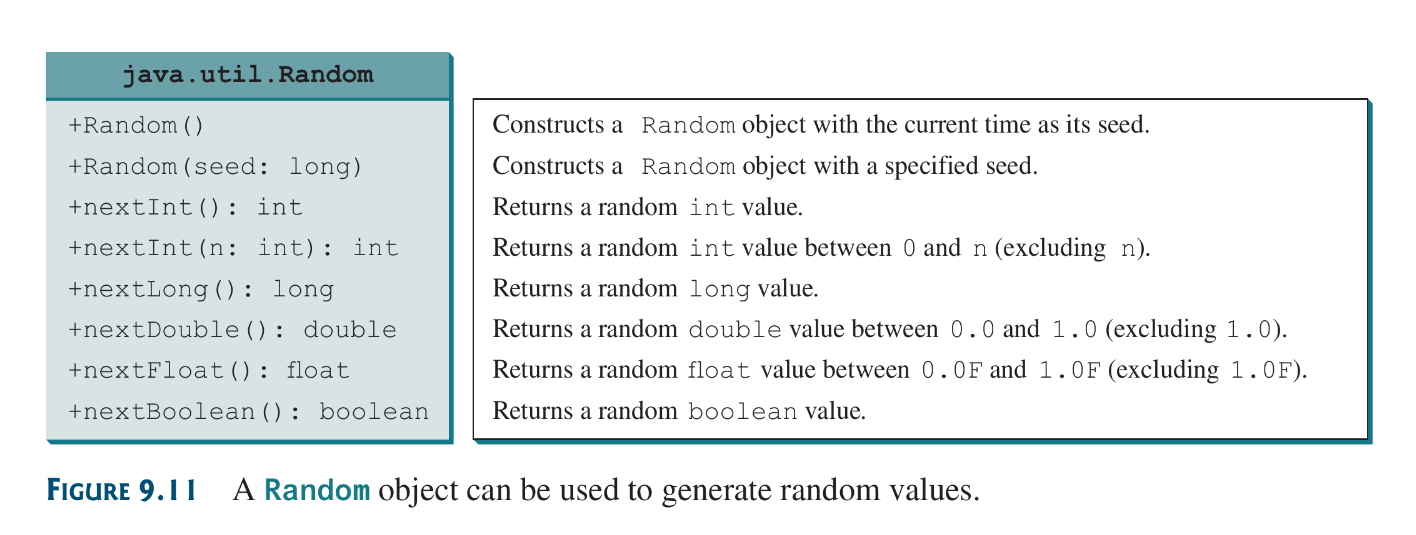 java.util.Random
+Random() Constructs a Random object with the current time as its seed.
+Random(seed: long) Constructs a Random object with a specified seed.
+nextInt(): int Returns a random int value.
+nextInt(n: int): int Returns a random int value between 0 and n (excluding n).
+nextLong(): long Returns a random long value.
+nextDouble(): double Returns a random double value between 0.0 and 1.0 (excluding 1.0).
+nextFloat(): float Returns a random float value between 0.0F and 1.0F (excluding 1.0F).
+nextBoolean(): boolean Returns a random boolean value.
FIGURE 9.11 A Random object can be used to generate random values.